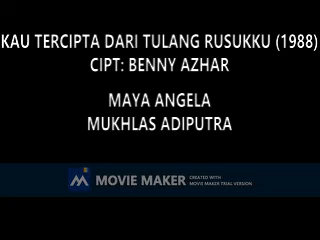 KAU TERCIPTA DARI TULANG RUSUKKU (1988)
CIPT: BENNY AZHAR
MAYA ANGELA
MUKHLAS ADIPUTRA
MOVIE MAKER
CREATED WITH
MOVIE MAKER TRIAL VERSION